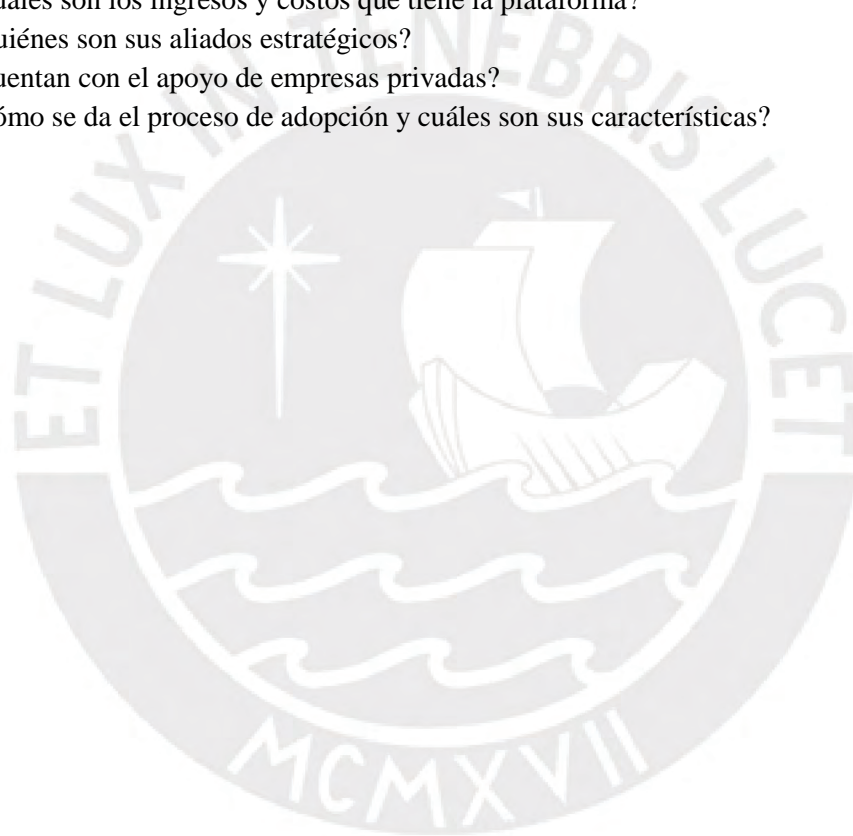 uáles son los ingresos y costos que tiene la plataforma?
uiénes son sus aliados estratégicos?
uentan con el apoyo de empresas privadas?
ómo se da el proceso de adopción y cuáles son sus características?
ET LUX IN TENEBRIS LUCET
MCMXVII